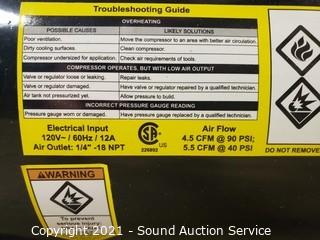 Troubleshooting Guide
OVERHEATING
POSSIBLE CAUSES LIKELY SOLUTIONS
Poor ventilation. Move the compressor to an area with better air circulation.
Dirty cooling surfaces. Clean compressor.
Compressor undersized for application. Check air requirements of tools.
COMPRESSOR OPERATES, BUT WITH LOW AIR OUTPUT
Valve or regulator loose or leaking. Repair leaks.
Valve or regulator damaged. Have valve or regulator repaired by a qualified technician.
Air tank not pressurized yet. Allow pressure to build.
INCORRECT PRESSURE GAUGE READING
Pressure gauge worn or damaged. Have pressure gauge replaced by a qualified technician.
Electrical Input
120V~ / 60Hz / 12A
Air Outlet: 1/4" -18 NPT
226802
Air Flow
4.5 CFM @ 90 PSI;
5.5 CFM @ 40 PSI
DO NOT REMOVE
WARNING
To prevent
serious injury:
Copyright 2021 - Sound Auction Service